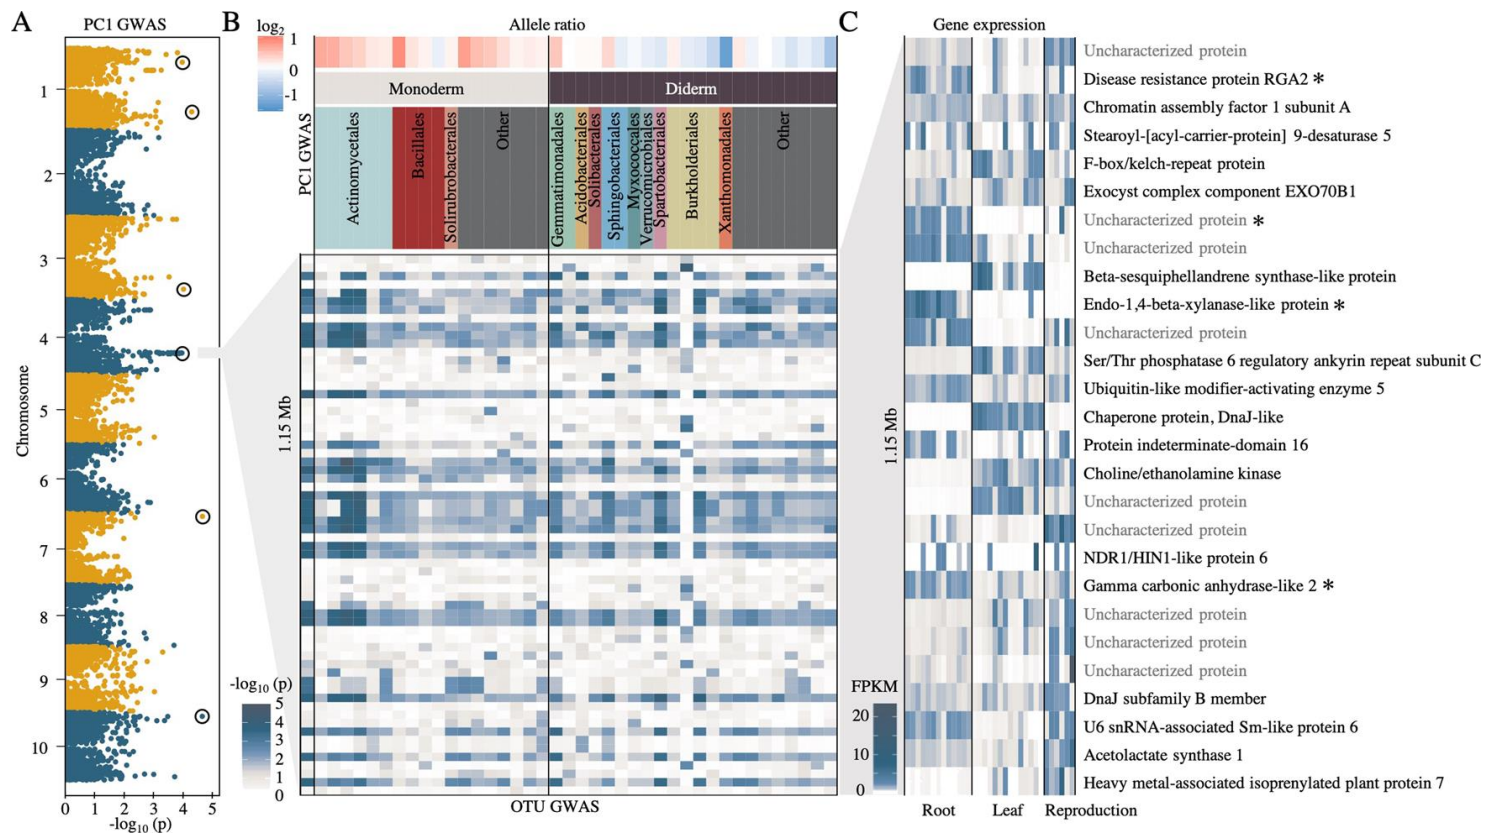 A
PC1 GWAS
Chromosome
1
2
3
4
5
6
7
8
9
10
0 1 2 3 4 5
-log10 (p)
B
log2
1
0
-1
Allele ratio
Monoderm
Diderm
PC1 GWAS
Actinomycetales
Bacillales
Solirubrobacterales
Other
Gemmatimonadales
Acidobacteriales
Solibacterales
Sphingobacteriales
Myxococcales
Verrucomicrobiales
Spartobacteriales
Burkholderiales
Xanthomonadales
Other
1.15 Mb
-log10 (p)
5
4
3
2
1
0
OTU GWAS
C
Gene expression
1.15 Mb
FPKM
20
10
0
Uncharacterized protein
Disease resistance protein RGA2 *
Chromatin assembly factor 1 subunit A
Stearoyl-[acyl-carrier-protein] 9-desaturase 5
F-box/kelch-repeat protein
Exocyst complex component EXO70B1
Uncharacterized protein *
Uncharacterized protein
Beta-sesquiphellandrene synthase-like protein
Endo-1,4-beta-xylanase-like protein *
Uncharacterized protein
Ser/Thr phosphatase 6 regulatory ankyrin repeat subunit C
Ubiquitin-like modifier-activating enzyme 5
Chaperone protein, DnaJ-like
Protein indeterminate-domain 16
Choline/ethanolamine kinase
Uncharacterized protein
Uncharacterized protein
NDR1/HIN1-like protein 6
Gamma carbonic anhydrase-like 2 *
Uncharacterized protein
Uncharacterized protein
Uncharacterized protein
DnaJ subfamily B member
U6 snRNA-associated Sm-like protein 6
Acetolactate synthase 1
Heavy metal-associated isoprenylated plant protein 7
Root Leaf Reproduction